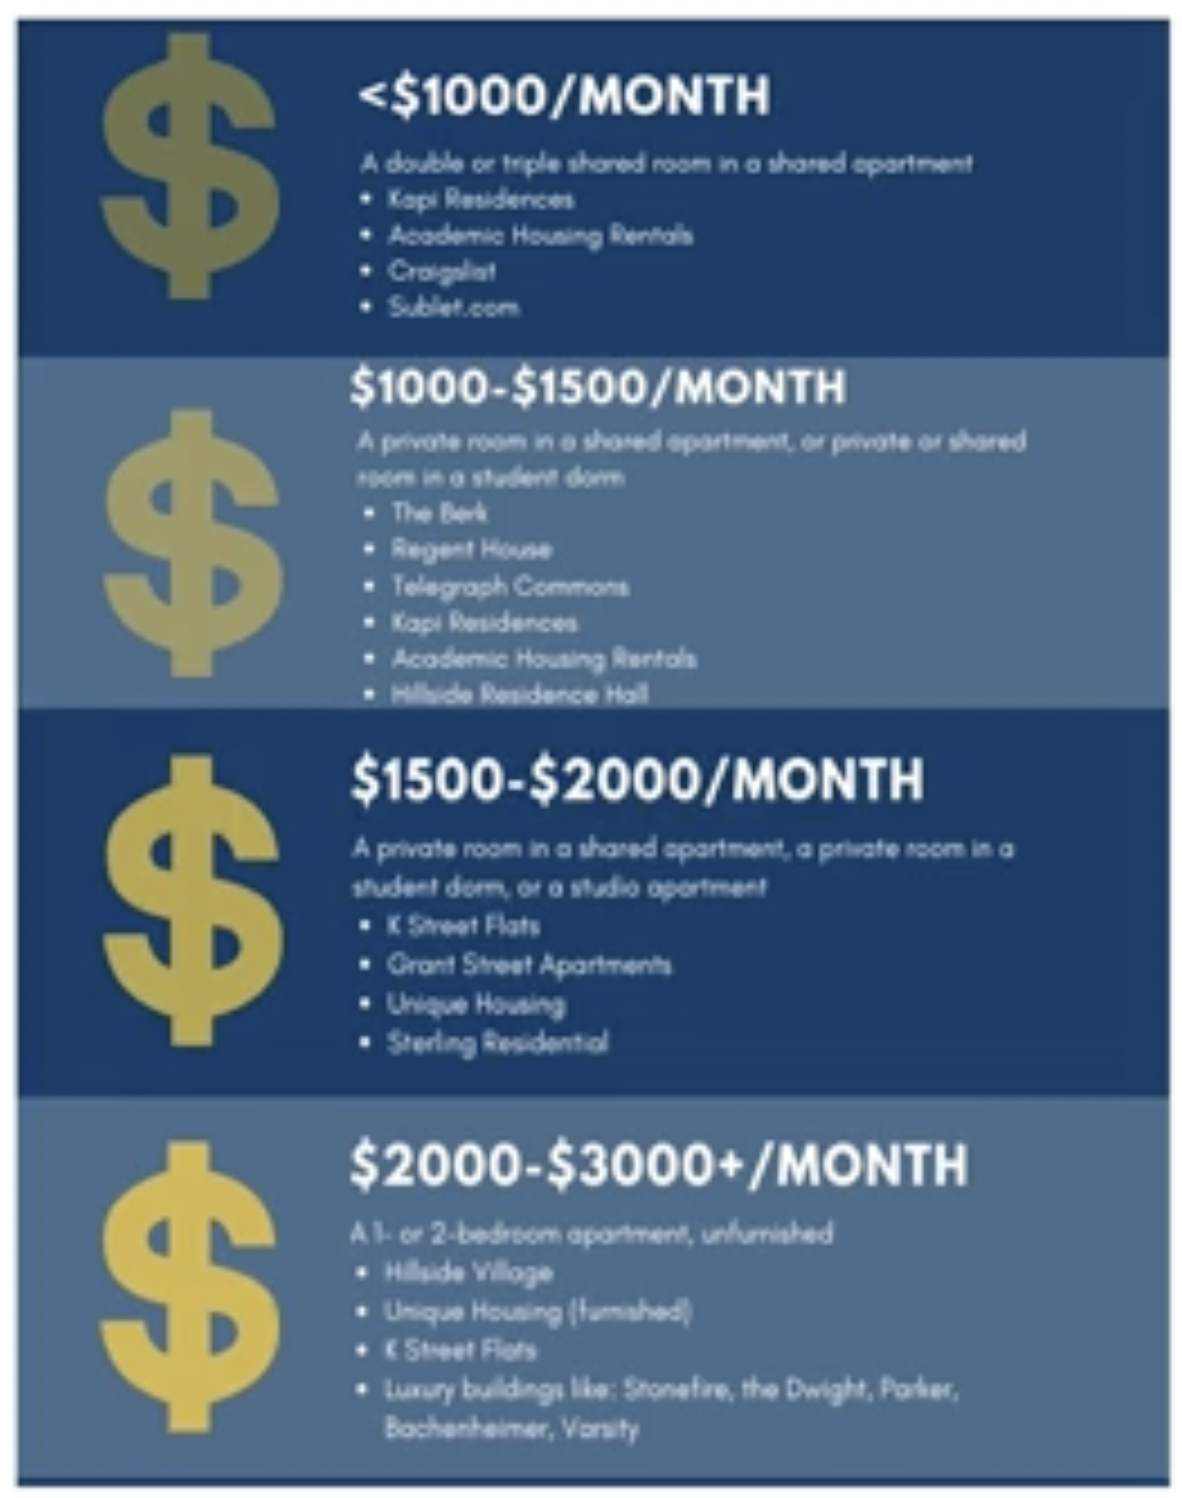 $
<$1000/MONTH
A double or triple shared room in a shared apartment
• Kapi Residences
• Academic Housing Rentals
• Craigslist
• Sublet.com
$
$1000-$1500/MONTH
A private room in a shared apartment, or private or shared
room in a student dorm
• The Berk
• Regent House
• Telegraph Commons
• Kapi Residences
• Academic Housing Rentals
• Hillside Residence Hall
$
$1500-$2000/MONTH
A private room in a shared apartment, a private room in a
student dorm, or a studio apartment
• K Street Flats
• Grant Street Apartments
• Unique Housing
• Sterling Residential
$
$2000-$3000+/MONTH
A 1- or 2-bedroom apartment, unfurnished
• Hillside Village
• Unique Housing (furnished)
• K Street Flats
• Luxury buildings like: Stonefire, the Dwight, Parker,
Bachenheimer, Varsity